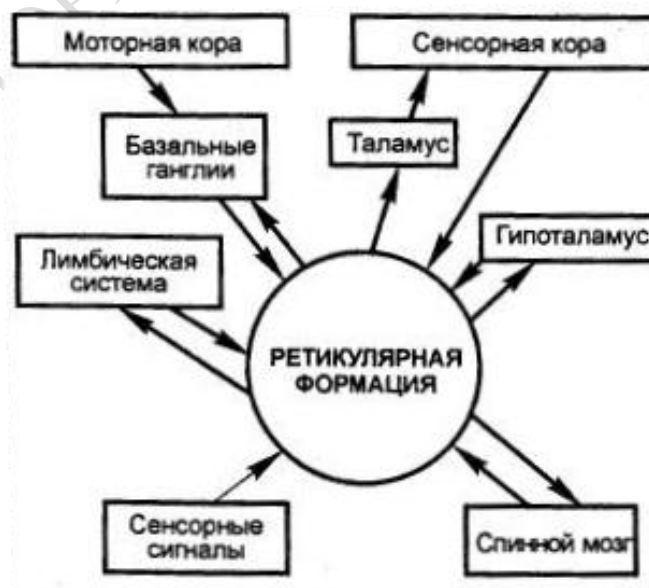 Моторная кора
Сенсорная кора
Базальные
ганглии
Таламус
Лимбическая
система
Гипоталамус
РЕТИКУЛЯРНАЯ
ФОРМАЦИЯ
Сенсорные
сигналы
Спинной мозг